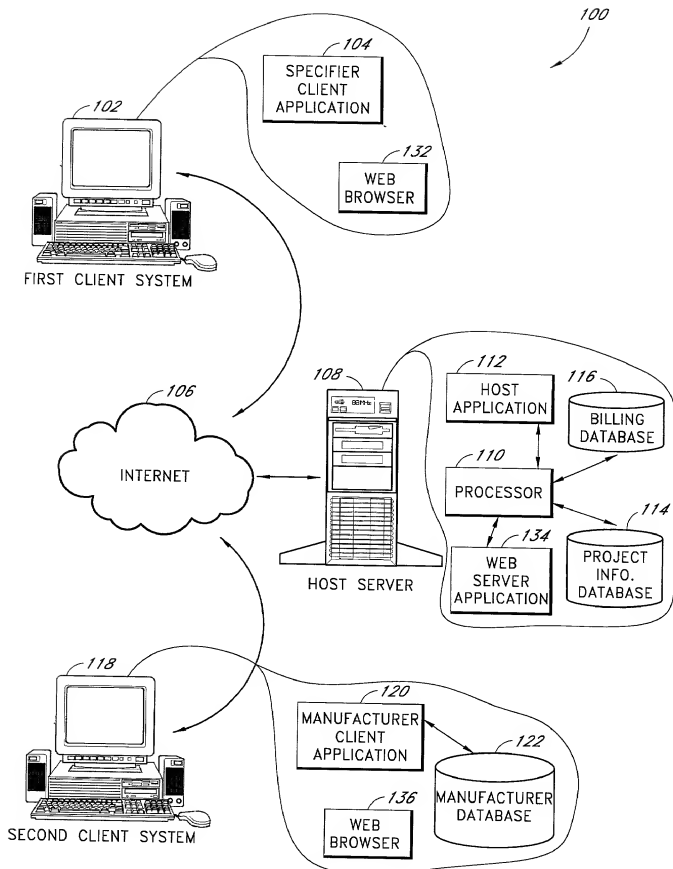 100
104
SPECIFIER
CLIENT
APPLICATION
102
132
WEB
BROWSER
FIRST CLIENT SYSTEM
108
112
HOST
APPLICATION
116
BILLING
DATABASE
106
INTERNET
110
PROCESSOR
114
PROJECT
INFO.
DATABASE
134
WEB
SERVER
APPLICATION
HOST SERVER
118
120
MANUFACTURER
CLIENT
APPLICATION
122
MANUFACTURER
DATABASE
136
WEB
BROWSER
SECOND CLIENT SYSTEM